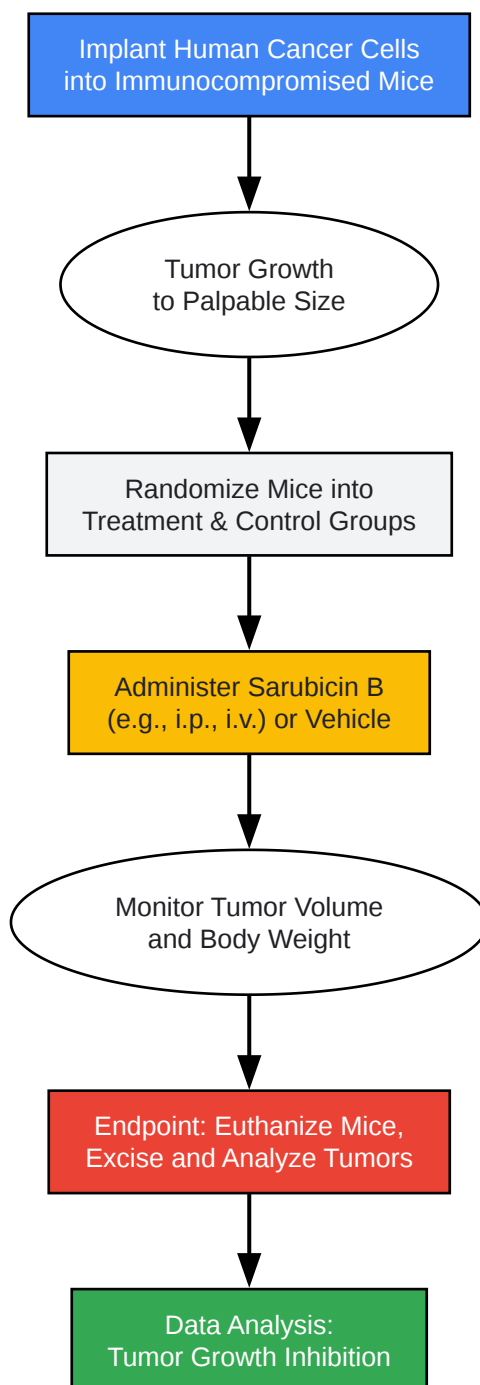 Implant Human Cancer Cells
into Immunocompromised Mice
Tumor Growth
to Palpable Size
Randomize Mice into
Treatment & Control Groups
Administer Sarubicin B
(e.g., i.p., i.v.) or Vehicle
Monitor Tumor Volume
and Body Weight
Endpoint: Euthanize Mice,
Excise and Analyze Tumors
Data Analysis:
Tumor Growth Inhibition